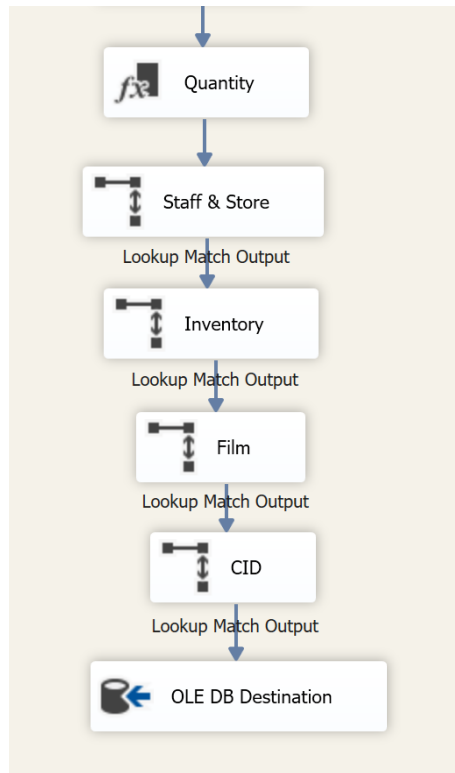 Quantity
Staff & Store
Lookup Match Output
Inventory
Lookup Match Output
Film
Lookup Match Output
CID
Lookup Match Output
OLE DB Destination